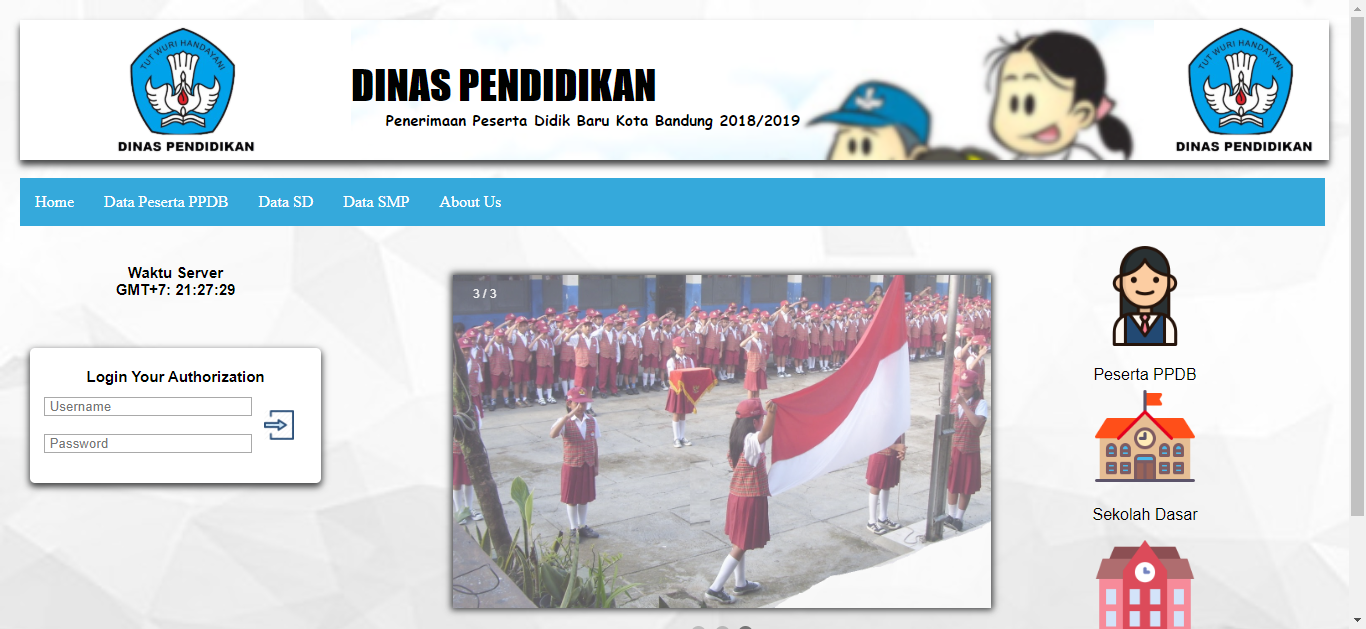 TUT WURI HANDAYANI
DINAS PENDIDIKAN
DINAS PENDIDIKAN
Penerimaan Peserta Didik Baru Kota Bandung 2018/2019
TUT WURI HANDAYANI
DINAS PENDIDIKAN
Home
Data Peserta PPDB
Data SD
Data SMP
About Us
Waktu Server
GMT+7: 21:27:29
Login Your Authorization
Username
Password
3 / 3
Peserta PPDB
Sekolah Dasar